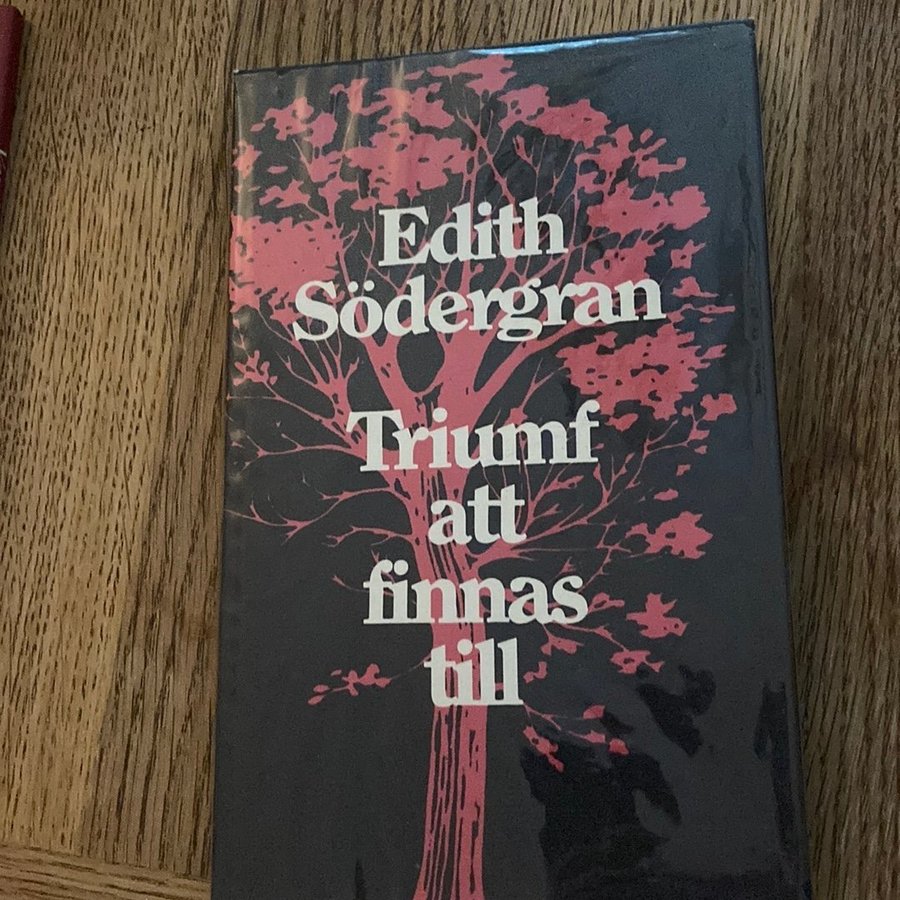 Edith
Södergran
Triumf
att
finnas
till